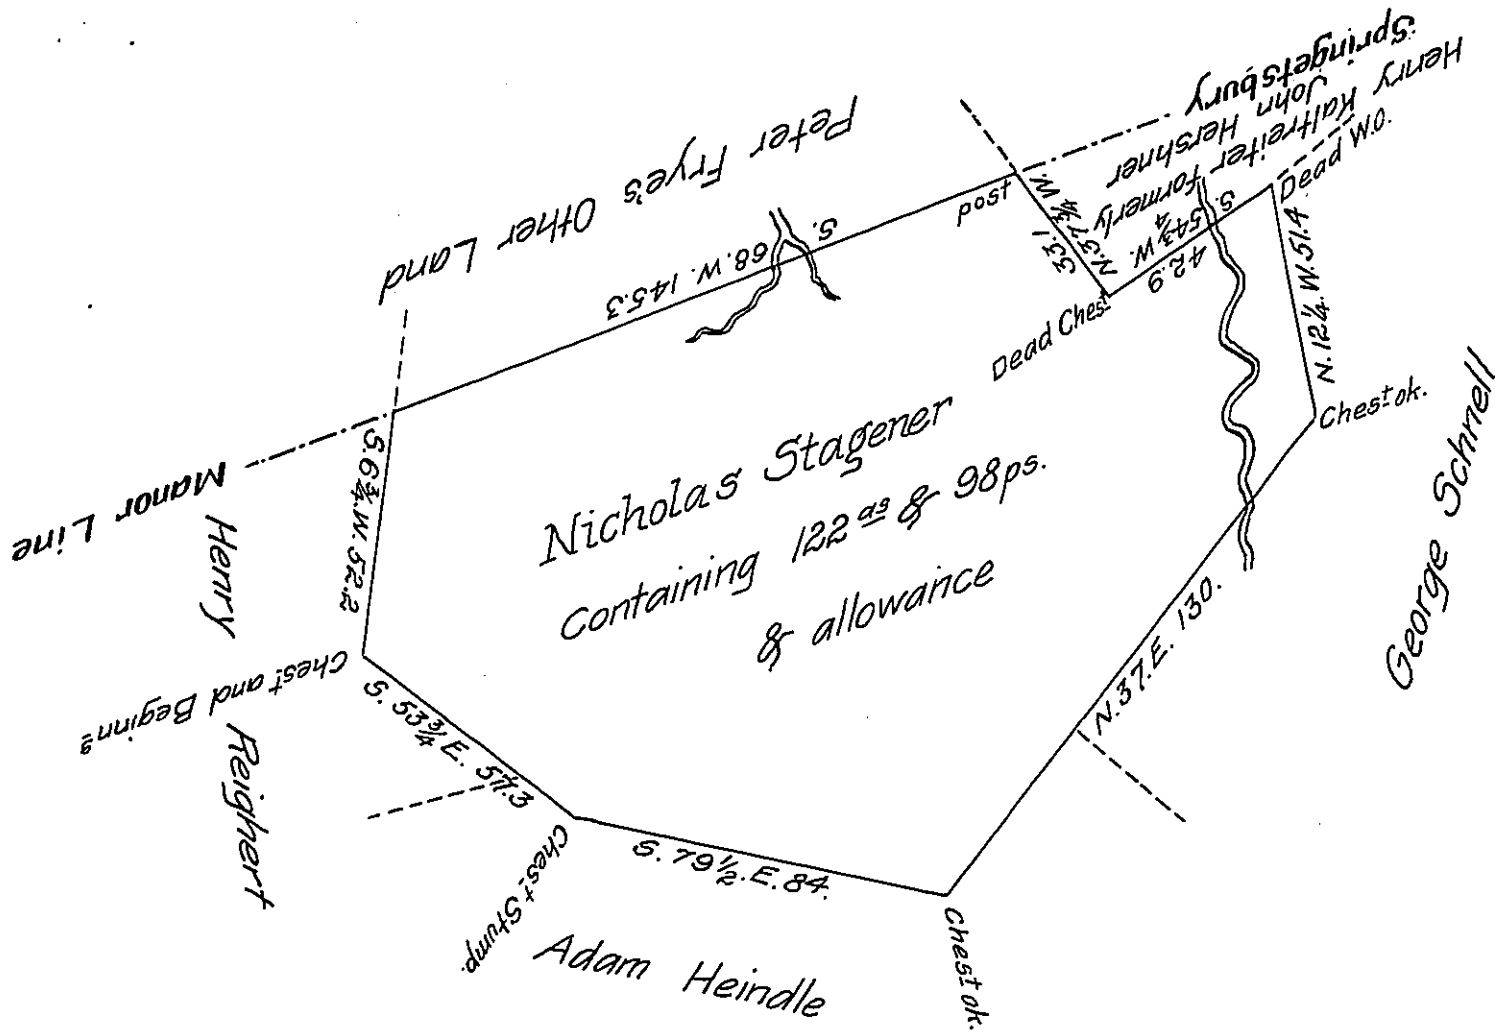 Springetsbury
Henry Kaltreiter formerly
John Hershner
Peter Frye's Other Land
Post
N. 37¾ W.
33.1
S. 54¾ W.
42.9
Dead W.O.
N. 12¼ W. 51.4
Chest ok.
Dead Chest
S. 68. W. 145.3
Manor Line
S. 6¾. W. 52.2
Henry
Reighert
Chest and Beginng
Nicholas Stagener
Containing 122 as & 98 ps.
& allowance
George Schnell
N. 37. E. 130.
S. 53¾ E. 57.3
Chest Stump.
S. 79½. E. 84.
Chest ok.
Adam Heindle